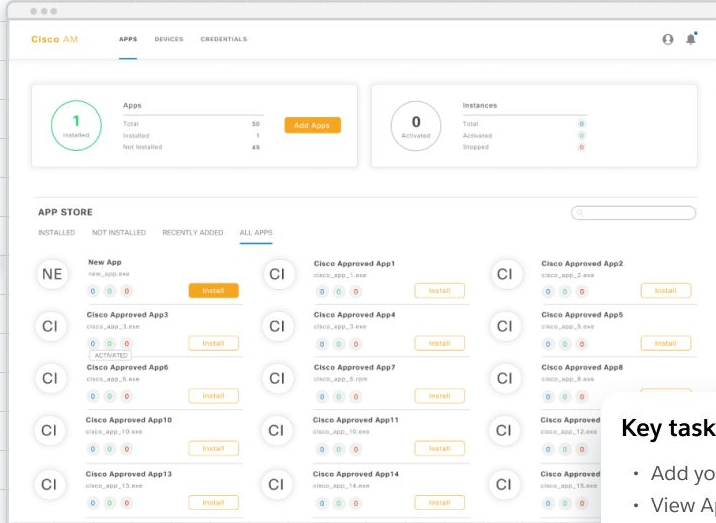 Cisco AM APPS DEVICES CREDENTIALS
Apps
Total 50
Installed 1
Not Installed 49
1
Installed
Add Apps
Instances
Total 0
Activated 0
Stopped 0
0
Activated
APP STORE
INSTALLED NOT INSTALLED RECENTLY ADDED ALL APPS
NE New App
new_app.exe
0 0 0 Install
CI Cisco Approved App1
cisco_app_1.exe
0 0 0 Install
CI Cisco Approved App2
cisco_app_2.exe
0 0 0 Install
CI Cisco Approved App3
cisco_app_3.exe
0 0 0 Install
ACTIVATED
CI Cisco Approved App4
cisco_app_3.exe
0 0 0 Install
CI Cisco Approved App5
cisco_app_5.exe
0 0 0 Install
CI Cisco Approved App6
cisco_app_6.exe
0 0 0 Install
CI Cisco Approved App7
0 0 0 Install
CI Cisco Approved App8
cisco_app_8.exe
0 0 0
CI Cisco Approved App10
cisco_app_10.exe
0 0 0 Install
CI Cisco Approved App11
cisco_app_10.exe
0 0 0 Install
CI Cisco Approved
cisco_app_12.exe
0 0 0
CI Cisco Approved App13
cisco_app_13.exe
0 0 0 Install
CI Cisco Approved App14
cisco_app_14.exe
0 0 0 Install
CI Cisco Approved
cisco_app_15.exe
0 0 0
Key task
• Add yo
• View Ap